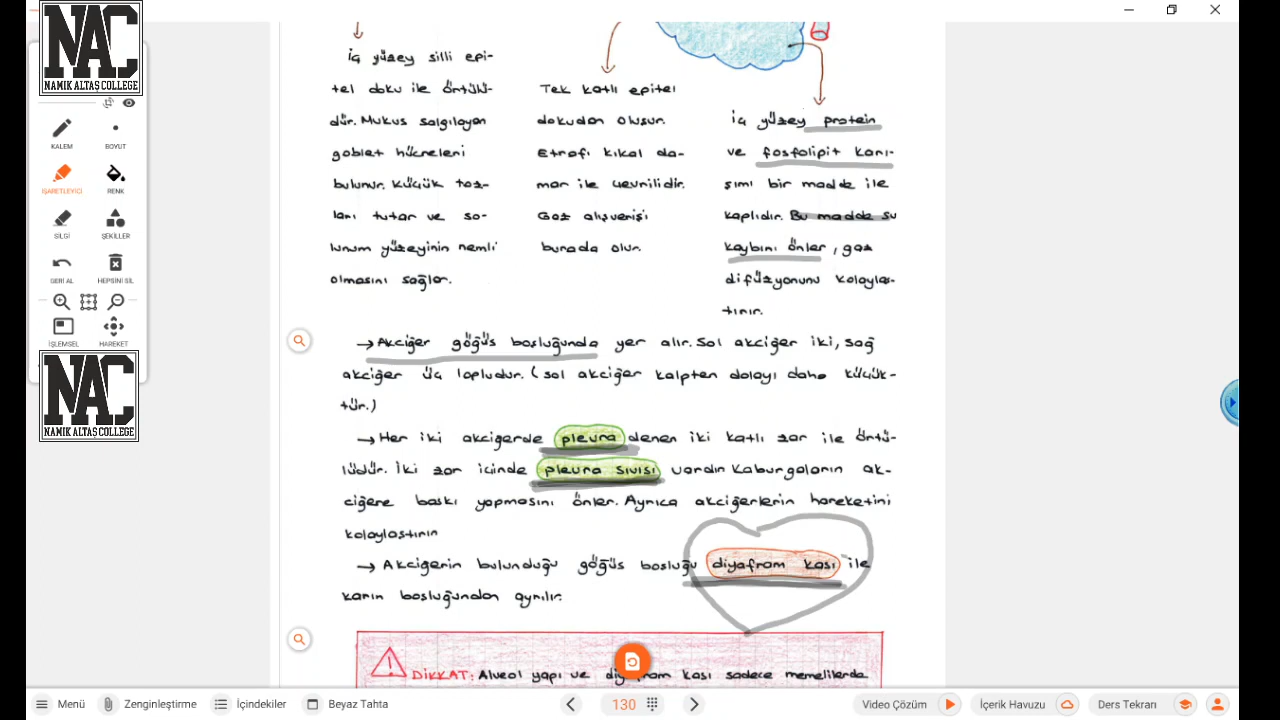 NAC
NAMIK ALTAS COLLEGE
KALEM
BOYUT
İŞARETLEYİCİ
RENK
SİLGİ
ŞEKİLLER
GERİ AL
HEPSİNİ SİL
İŞLEMSEL
HAREKET
NAC
NAMIK ALTAS COLLEGE
İç yüzey silli epi-
tel doku ile örtülü-
dür. Mukus salgılayan
goblet hücreleri
bulunur. Küçük toz-
ları tutar ve so-
lunum yüzeyinin nemli
olmasını sağlar.
Tek katlı epitel
dokudan oluşur.
Etrafı kılcal da-
mar ile çevrilidir.
Gaz alışverişi
burada olur.
İç yüzey protein
ve fosfolipit karı-
şımı bir madde ile
kaplıdır. Bu madde su
kaybını önler, gaz
difüzyonunu kolaylaş-
tırır.
→ Akciğer göğüs boşluğunda yer alır. Sol akciğer iki, sağ
akciğer üç lopludur. (sol akciğer kalpten dolayı daha küçük-
tür.)
→ Her iki akciğerde pleura denen iki katlı zar ile örtü-
lüdür. İki zar içinde pleura sıvısı vardır. Kaburgaların ak-
ciğere baskı yapmasını önler. Ayrıca akciğerlerin hareketini
kolaylaştırır.
→ Akciğerin bulunduğu göğüs boşluğu diyafram kası ile
karın boşluğundan ayrılır.
DİKKAT: Alveol yapı ve diyafram kası sadece memelilerde
Menü
Zenginleştirme
İçindekiler
Beyaz Tahta
130
Video Çözüm
İçerik Havuzu
Ders Tekrarı